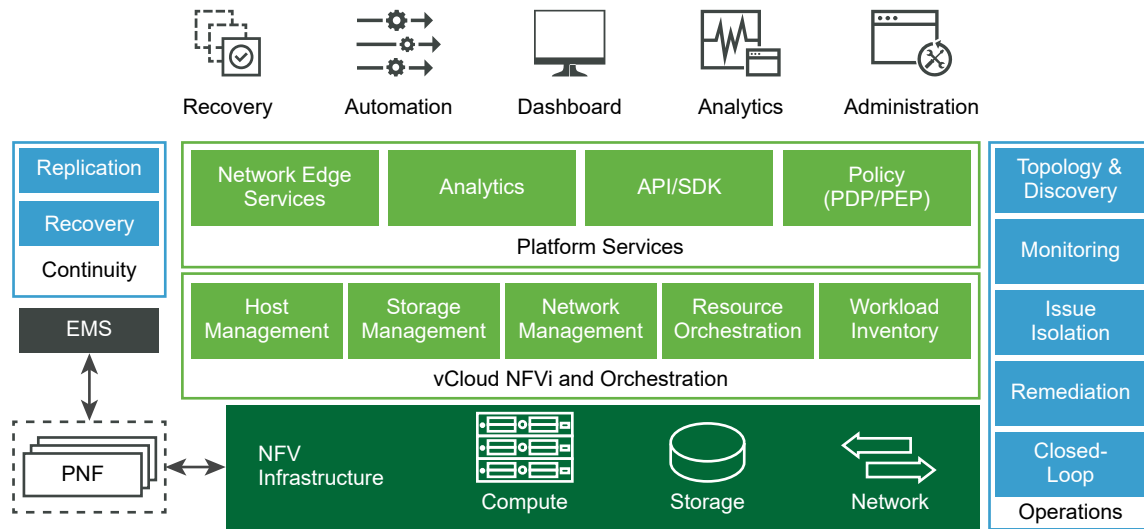 Recovery
Automation
Dashboard
Analytics
Administration
Replication
Recovery
Continuity
EMS
PNF
Network Edge
Services
Analytics
API/SDK
Policy
(PDP/PEP)
Platform Services
Host
Management
Storage
Management
Network
Management
Resource
Orchestration
Workload
Inventory
vCloud NFVi and Orchestration
NFV
Infrastructure
Compute
Storage
Network
Topology &
Discovery
Monitoring
Issue
Isolation
Remediation
Closed-
Loop
Operations